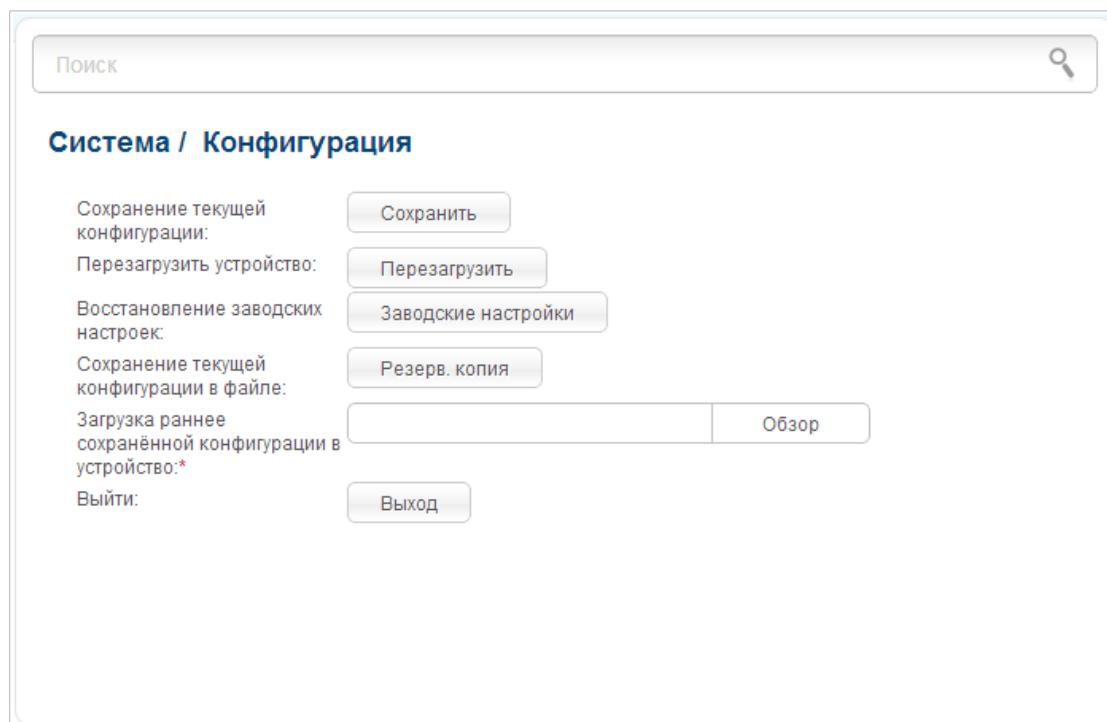 Поиск
Система / Конфигурация
Сохранение текущей
конфигурации:
Сохранить
Перезагрузить устройство:
Перезагрузить
Восстановление заводских
настроек:
Заводские настройки
Сохранение текущей
конфигурации в файле:
Резерв. копия
Загрузка раннее
сохранённой конфигурации в
устройство:*
Обзор
Выйти:
Выход